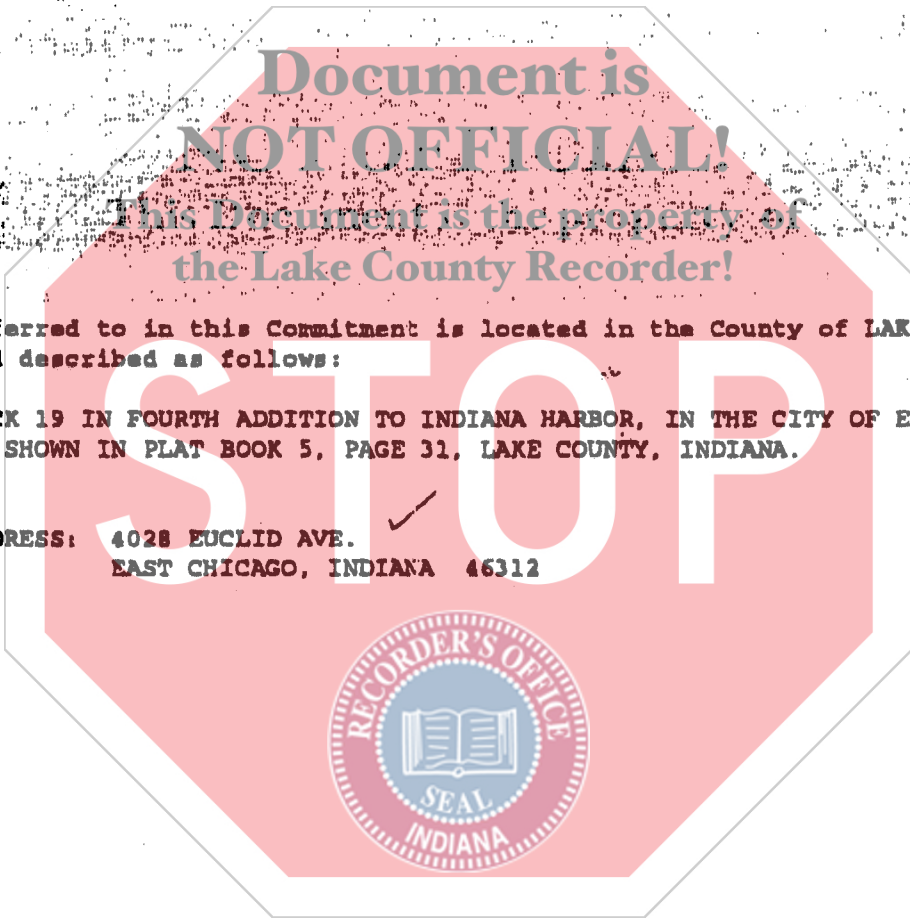 Document is
NOT OFFICIAL!
This Document is the property of
the Lake County Recorder!
erred to in this Commitment is located in the County of LAK
described as follows:
CK 19 IN FOURTH ADDITION TO INDIANA HARBOR, IN THE CITY OF E
SHOWN IN PLAT BOOK 5, PAGE 31, LAKE COUNTY, INDIANA.
STOP
DRESS: 4028 EUCLID AVE.
EAST CHICAGO, INDIANA 46312
RECORDER'S OFFICE
SEAL
INDIANA